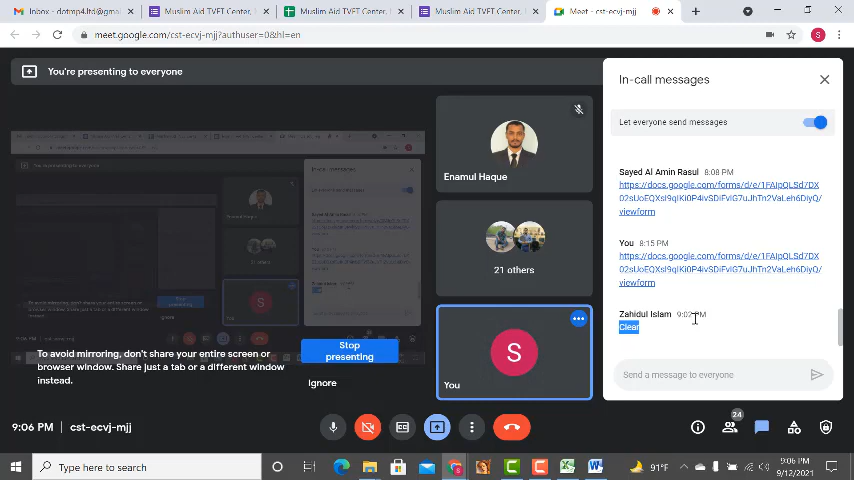 Inbox - dotmp4.ltd@gmai
Muslim Aid TVET Center,
Muslim Aid TVET Center,
Muslim Aid TVET Center,
Meet - cst-ecvj-mjj
meet.google.com/cst-ecvj-mjj?authuser=0&hl=en
S
You're presenting to everyone
In-call messages
Let everyone send messages
Enamul Haque
Sayed Al Amin Rasul 8:08 PM
https://docs.google.com/forms/d/e/1FAIpQLSd7DX
02sUoEQXsI9qIKi0P4ivSDiFviG7uJhTn2VaLeh6DiyQ/
viewform
21 others
You 8:15 PM
https://docs.google.com/forms/d/e/1FAIpQLSd7DX
02sUoEQXsI9qIKi0P4ivSDiFviG7uJhTn2VaLeh6DiyQ/
viewform
Zahidul Islam
Clear
S
You
To avoid mirroring, don't share your entire screen or
browser window. Share just a tab or a different window
instead.
Stop
presenting
Ignore
Send a message to everyone
9:06 PM
cst-ecvj-mjj
24
Type here to search
91°F
9:06 PM
9/12/2021